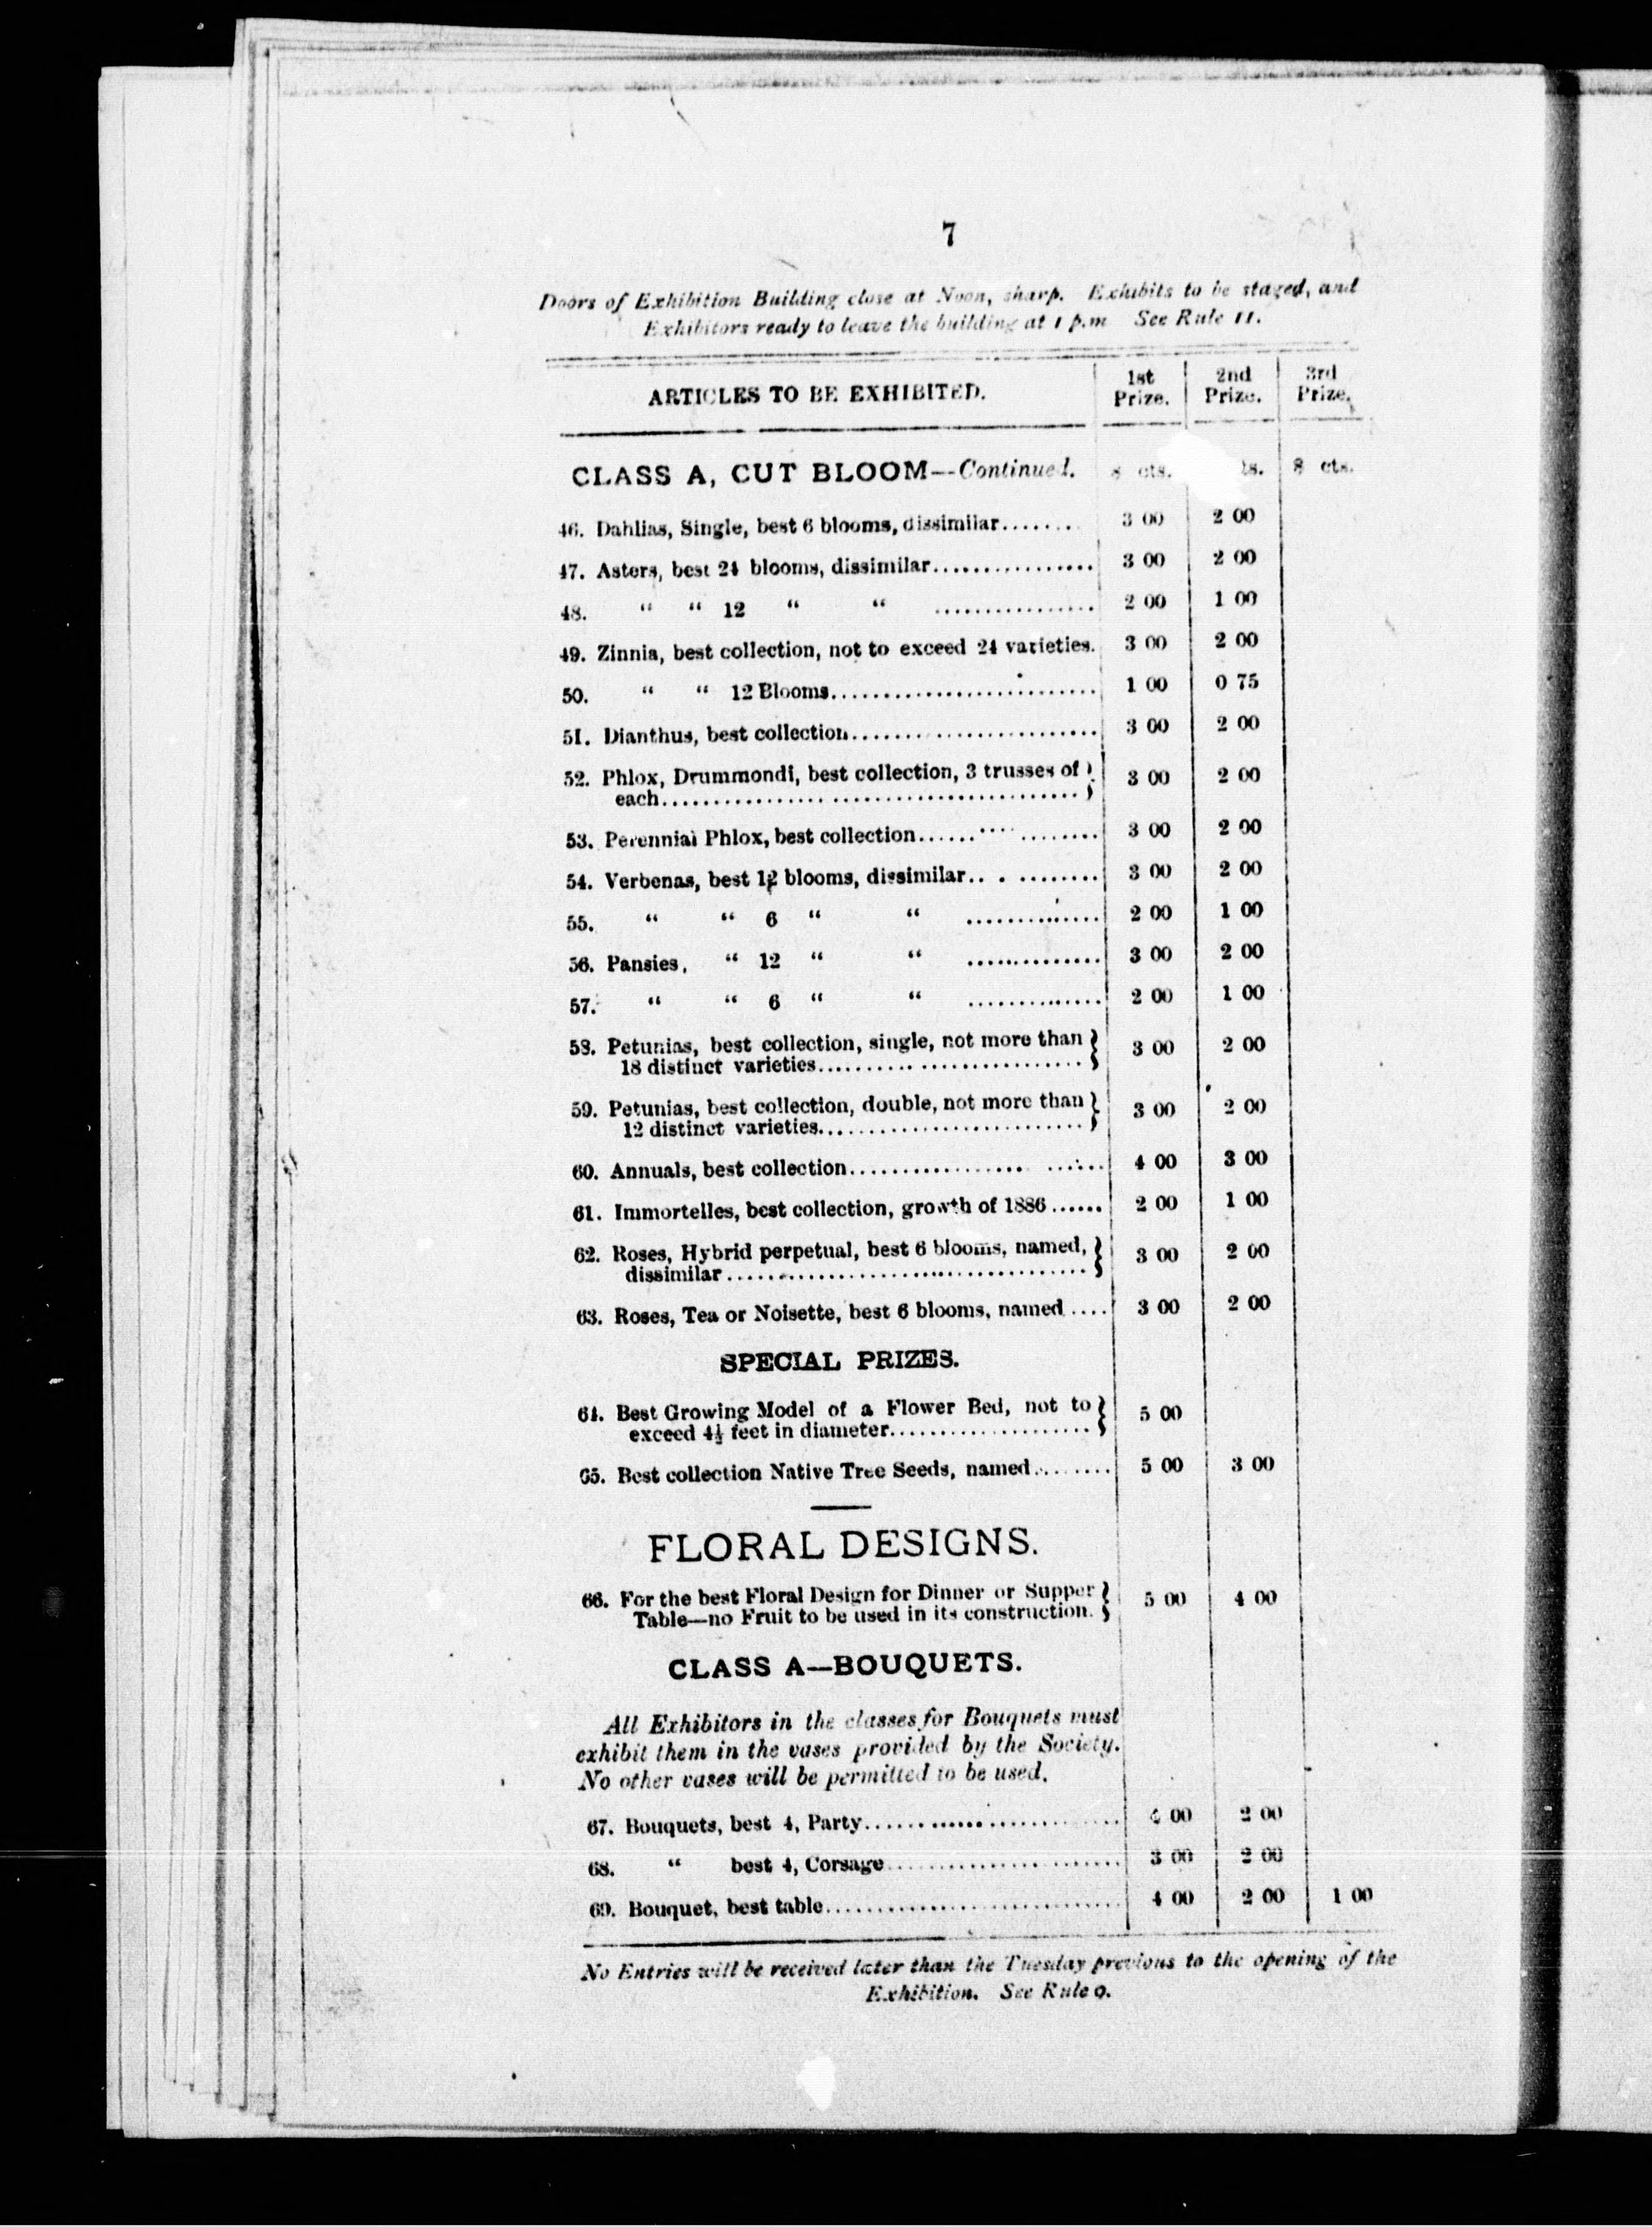 7
Doors of Exhibition Building close at Noon, sharp. Exhibits to be staged, and
Exhibitors ready to leave the building at 1 p.m See Rule 11.
ARTICLES TO BE EXHIBITED. 1st Prize. 2nd Prize. 3rd Prize.
CLASS A, CUT BLOOM--Continued. $ cts. ts. $ cts.
46. Dahlias, Single, best 6 blooms, dissimilar....... 3 00 2 00
47. Asters, best 24 blooms, dissimilar................ 3 00 2 00
48. " " 12 " " ................ 2 00 1 00
49. Zinnia, best collection, not to exceed 24 varieties. 3 00 2 00
50. " " 12 Blooms.......................... 1 00 0 75
51. Dianthus, best collection........................ 3 00 2 00
52. Phlox, Drummondi, best collection, 3 trusses of } 3 00 2 00
each........................................ }
53. Perennial Phlox, best collection.................. 3 00 2 00
54. Verbenas, best 12 blooms, dissimilar.. . ........ 3 00 2 00
55. " " 6 " " .............. 2 00 1 00
56. Pansies, " 12 " " .............. 3 00 2 00
57. " " 6 " " .............. 2 00 1 00
58. Petunias, best collection, single, not more than } 3 00 2 00
18 distinct varieties.......................... }
59. Petunias, best collection, double, not more than } 3 00 2 00
12 distinct varieties.......................... }
60. Annuals, best collection................. ...... 4 00 3 00
61. Immortelles, best collection, growth of 1886...... 2 00 1 00
62. Roses, Hybrid perpetual, best 6 blooms, named, } 3 00 2 00
dissimilar.................................... }
63. Roses, Tea or Noisette, best 6 blooms, named.... 3 00 2 00
SPECIAL PRIZES.
64. Best Growing Model of a Flower Bed, not to } 5 00
exceed 4½ feet in diameter.................... }
65. Best collection Native Tree Seeds, named........ 5 00 3 00
FLORAL DESIGNS.
66. For the best Floral Design for Dinner or Supper } 5 00 4 00
Table—no Fruit to be used in its construction. }
CLASS A—BOUQUETS.
All Exhibitors in the classes for Bouquets must
exhibit them in the vases provided by the Society.
No other vases will be permitted to be used.
67. Bouquets, best 4, Party......................... 4 00 2 00
68. " best 4, Corsage....................... 3 00 2 00
69. Bouquet, best table............................. 4 00 2 00 1 00
No Entries will be received later than the Tuesday previous to the opening of the
Exhibition. See Rule 9.